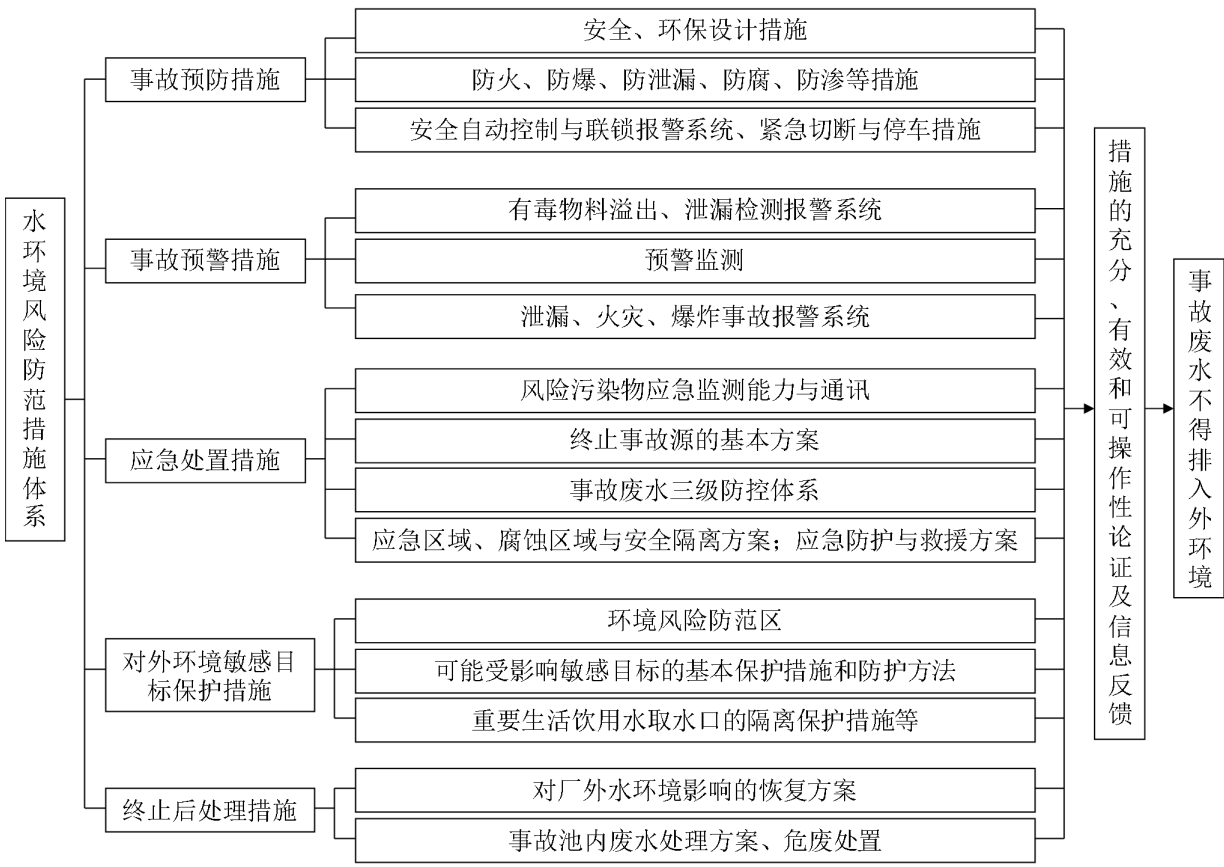 水环境风险防范措施体系
事故预防措施
安全、环保设计措施
防火、防爆、防泄漏、防腐、防渗等措施
安全自动控制与联锁报警系统、紧急切断与停车措施
事故预警措施
有毒物料溢出、泄漏检测报警系统
预警监测
泄漏、火灾、爆炸事故报警系统
应急处置措施
风险污染物应急监测能力与通讯
终止事故源的基本方案
事故废水三级防控体系
应急区域、腐蚀区域与安全隔离方案；应急防护与救援方案
对外环境敏感目
标保护措施
环境风险防范区
可能受影响敏感目标的基本保护措施和防护方法
重要生活饮用水取水口的隔离保护措施等
终止后处理措施
对厂外水环境影响的恢复方案
事故池内废水处理方案、危废处置
措施的充分、有效和可操作性论证及信息反馈
事故废水不得排入外环境